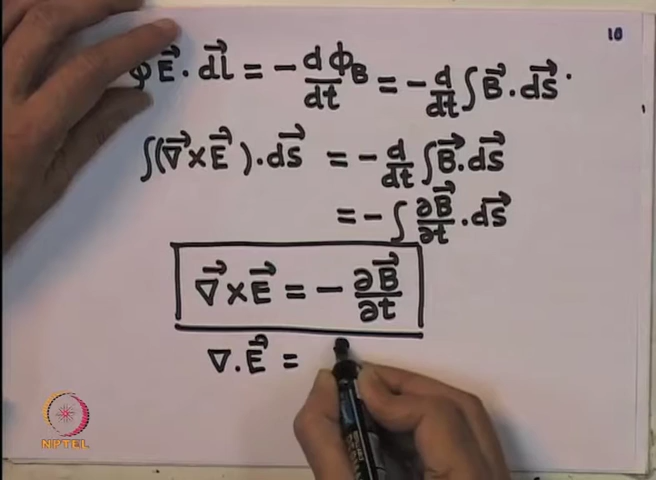 10
∮E⃗ · dl⃗ = - dϕ_B/dt = - d/dt ∫B⃗ · dS⃗ ·
∫(∇⃗ × E⃗) · dS⃗ = - d/dt ∫B⃗ · dS⃗
= - ∫ ∂B⃗/∂t · dS⃗
∇⃗ × E⃗ = - ∂B⃗/∂t
∇ · E⃗ =
NPTEL